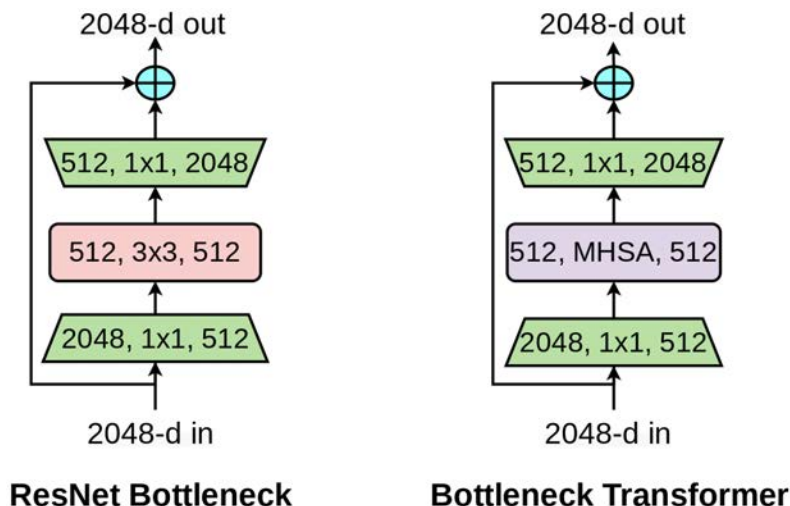 2048-d out
512, 1x1, 2048
512, 3x3, 512
2048, 1x1, 512
2048-d in
ResNet Bottleneck
2048-d out
512, 1x1, 2048
512, MHSA, 512
2048, 1x1, 512
2048-d in
Bottleneck Transformer